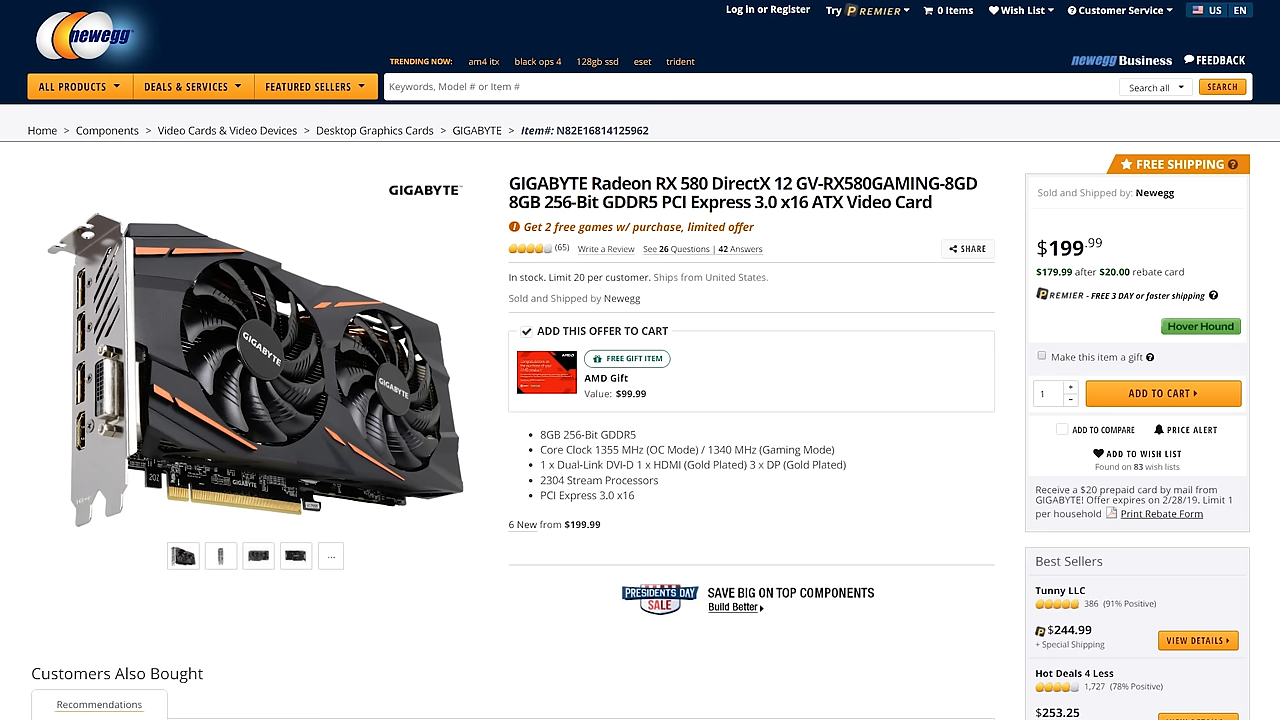 Log in or Register Try PREMIER 0 Items Wish List Customer Service US EN
newegg
TRENDING NOW: am4 itx black ops 4 128gb ssd eset trident
newegg Business FEEDBACK
ALL PRODUCTS DEALS & SERVICES FEATURED SELLERS Keywords, Model # or Item # Search all SEARCH
Home > Components > Video Cards & Video Devices > Desktop Graphics Cards > GIGABYTE > Item#: N82E16814125962
GIGABYTE™
GIGABYTE
GIGABYTE
GIGABYTE
...
GIGABYTE Radeon RX 580 DirectX 12 GV-RX580GAMING-8GD
8GB 256-Bit GDDR5 PCI Express 3.0 x16 ATX Video Card
Get 2 free games w/ purchase, limited offer
(65) Write a Review See 26 Questions | 42 Answers SHARE
In stock. Limit 20 per customer. Ships from United States.
Sold and Shipped by Newegg
ADD THIS OFFER TO CART
AMD
FREE GIFT ITEM
AMD Gift
Value: $99.99
• 8GB 256-Bit GDDR5
• Core Clock 1355 MHz (OC Mode) / 1340 MHz (Gaming Mode)
• 1 x Dual-Link DVI-D 1 x HDMI (Gold Plated) 3 x DP (Gold Plated)
• 2304 Stream Processors
• PCI Express 3.0 x16
6 New from $199.99
PRESIDENTS DAY
SALE
SAVE BIG ON TOP COMPONENTS
Build Better
FREE SHIPPING ?
Sold and Shipped by: Newegg
$199.99
$179.99 after $20.00 rebate card
PREMIER - FREE 3 DAY or faster shipping ?
Hover Hound
Make this item a gift ?
1 + - ADD TO CART
ADD TO COMPARE PRICE ALERT
ADD TO WISH LIST
Found on 83 wish lists
Receive a $20 prepaid card by mail from
GIGABYTE! Offer expires on 2/28/19. Limit 1
per household Print Rebate Form
Best Sellers
Tunny LLC
386 (91% Positive)
$244.99
+ Special Shipping
VIEW DETAILS
Hot Deals 4 Less
1,727 (78% Positive)
$253.25
Customers Also Bought
Recommendations